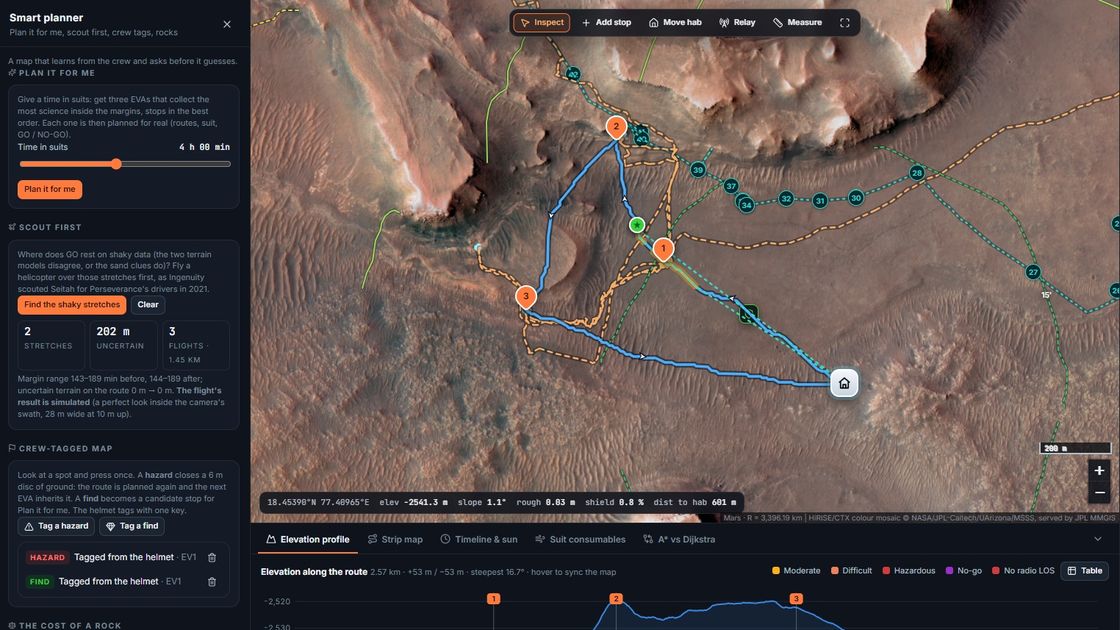 Smart planner
Plan it for me, scout first, crew tags, rocks
A map that learns from the crew and asks before it guesses.
PLAN IT FOR ME
Give a time in suits: get three EVAs that collect the
most science inside the margins, stops in the best
order. Each one is then planned for real (routes, suit,
GO / NO-GO).
Time in suits 4 h 00 min
Plan it for me
SCOUT FIRST
Where does GO rest on shaky data (the two terrain
models disagree, or the sand clues do)? Fly a
helicopter over those stretches first, as Ingenuity
scouted Seitah for Perseverance's drivers in 2021.
Find the shaky stretches Clear
2 202 m 3
STRETCHES UNCERTAIN FLIGHTS ·
1.45 KM
Margin range 143–189 min before, 144–189 after;
uncertain terrain on the route 0 m → 0 m. The flight's
result is simulated (a perfect look inside the camera's
swath, 28 m wide at 10 m up).
CREW-TAGGED MAP
Look at a spot and press once. A hazard closes a 6 m
disc of ground: the route is planned again and the next
EVA inherits it. A find becomes a candidate stop for
Plan it for me. The helmet tags with one key.
Tag a hazard Tag a find
HAZARD Tagged from the helmet · EV1
FIND Tagged from the helmet · EV1
THE COST OF A ROCK
Inspect Add stop Move hab Relay Measure
42
2
39
37
34
32
31
30
28
1
27
26
15
3
200 m
+
−
18.45390°N 77.40965°E elev -2541.3 m slope 1.1° rough 0.03 m shield 0.8 % dist to hab 601 m
Mars · R = 3,396.19 km | HiRISE/CTX colour mosaic © NASA/JPL-Caltech/UArizona/MSSS, served by JPL MMGIS
Elevation profile Strip map Timeline & sun Suit consumables A* vs Dijkstra
Elevation along the route 2.57 km · +53 m / −53 m · steepest 16.7° · hover to sync the map
Moderate Difficult Hazardous No-go No radio LOS Table
−2,520
1 2 3
−2,530